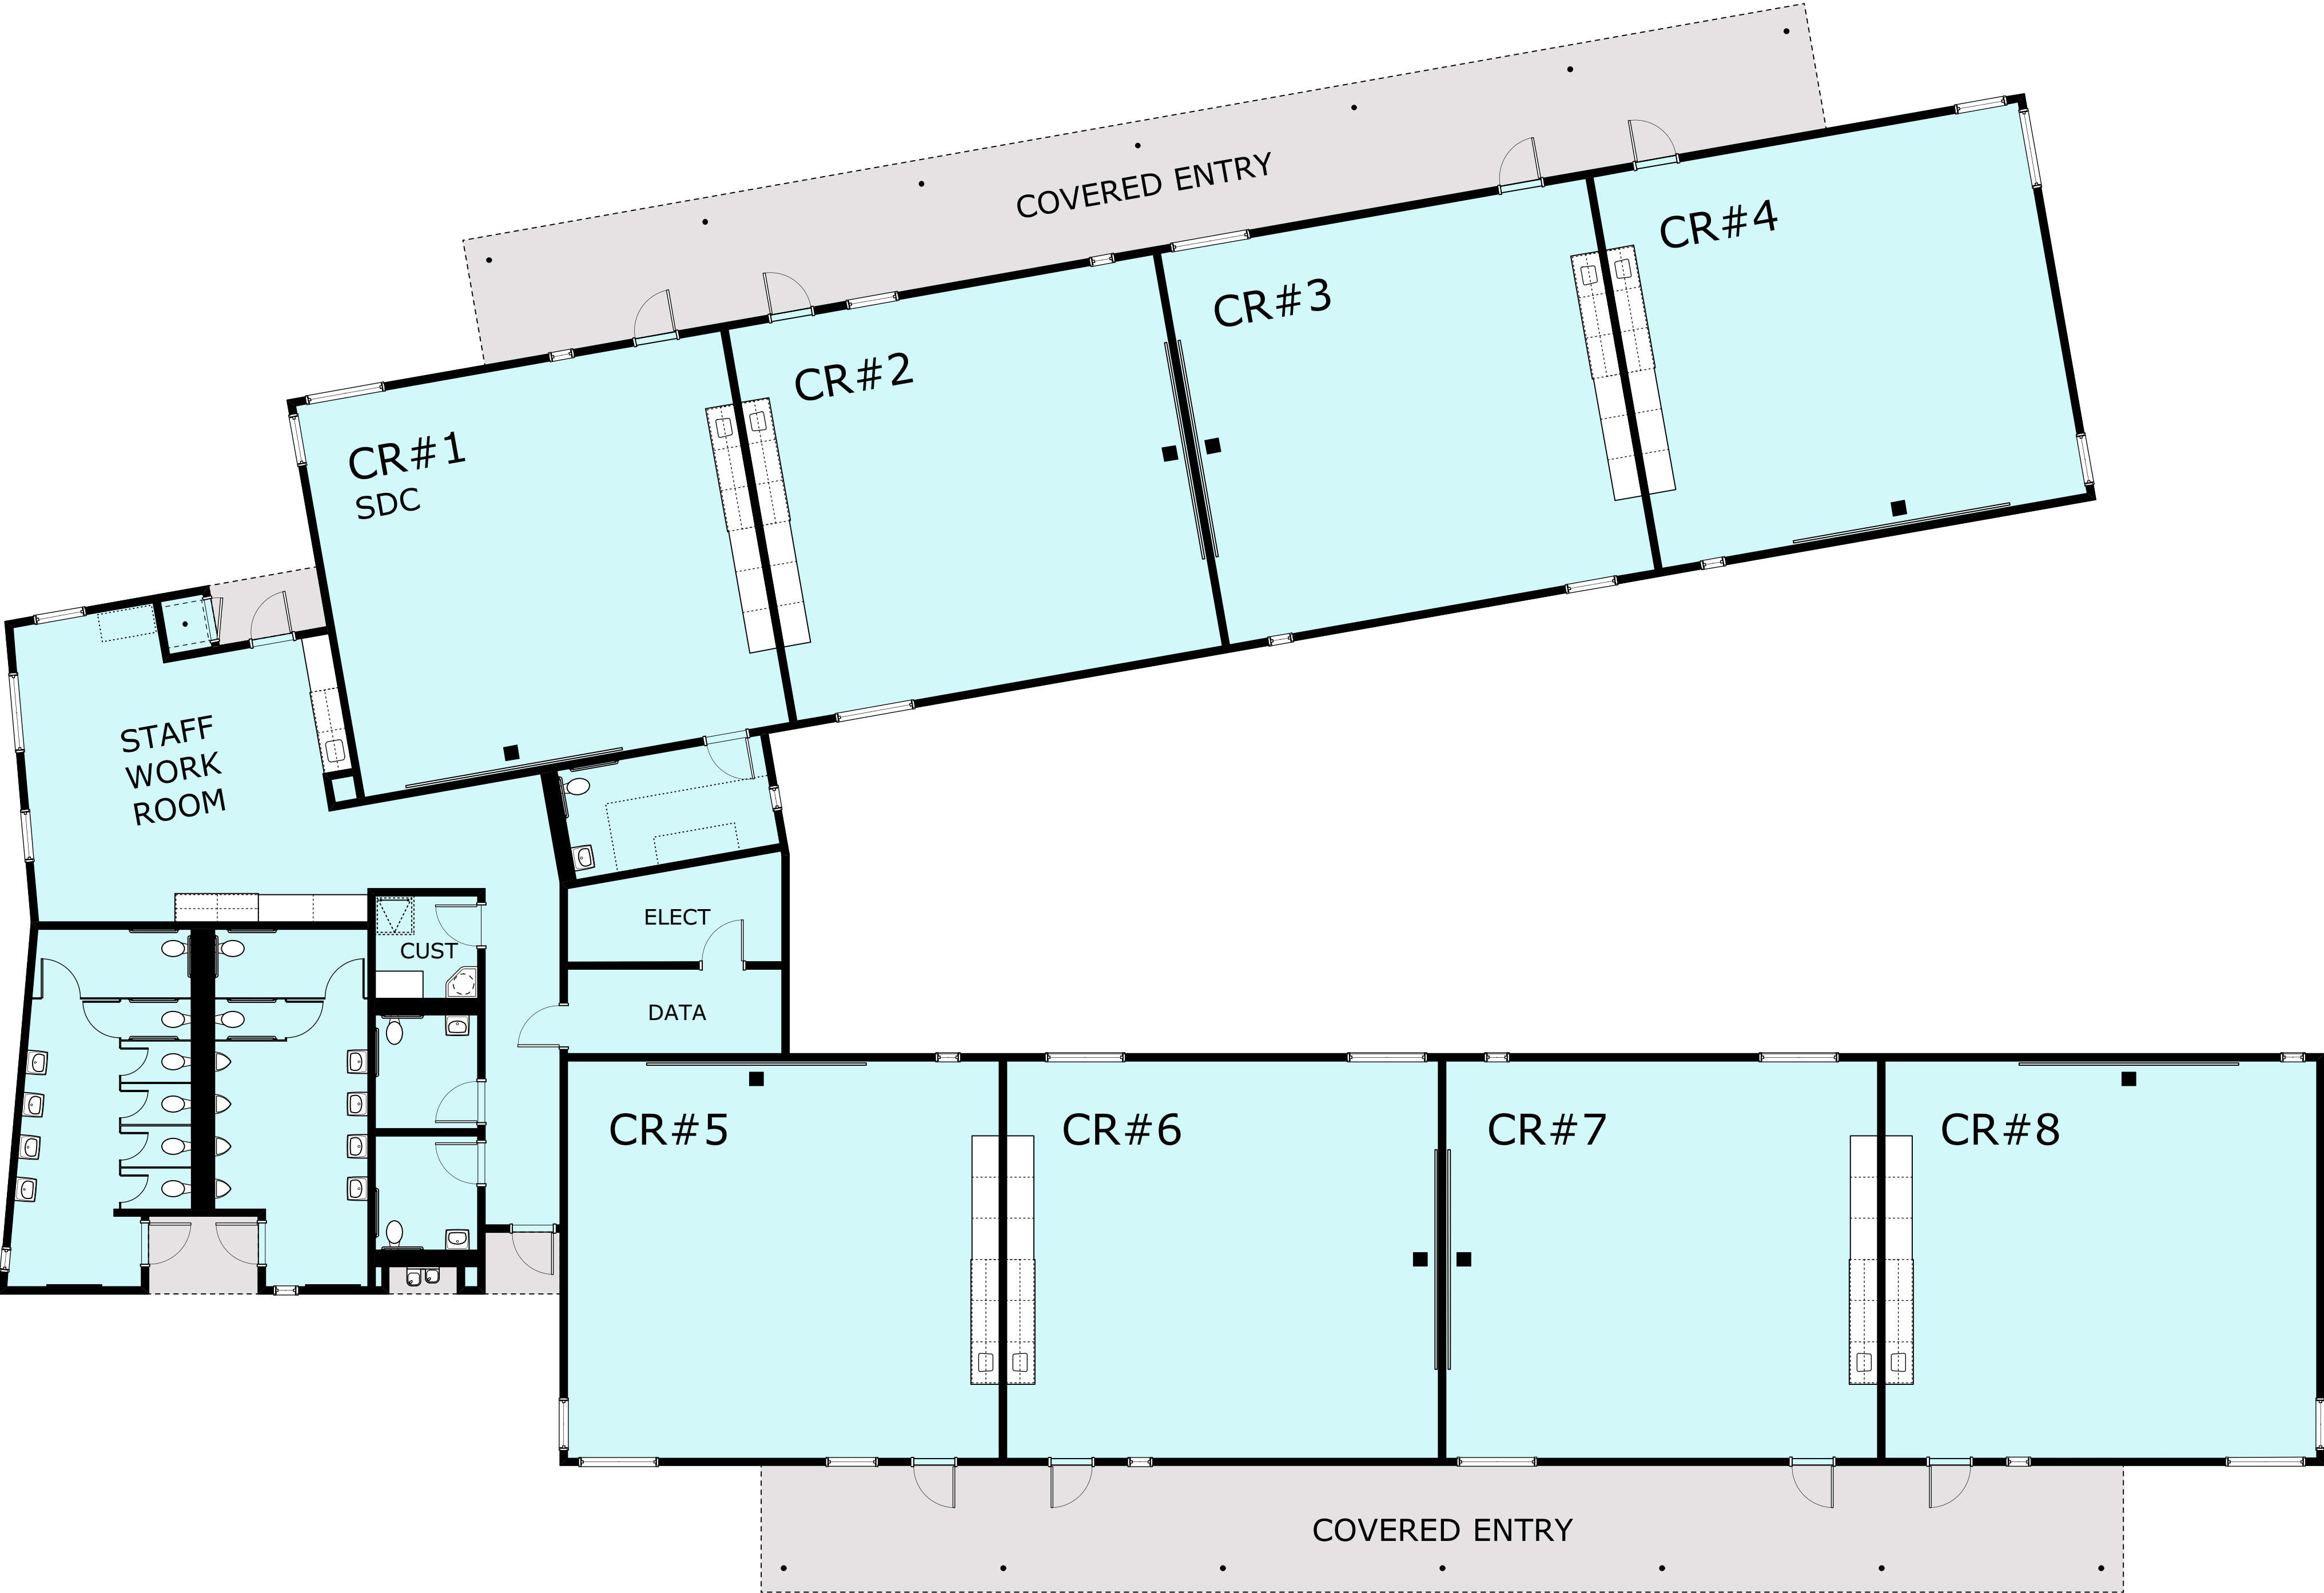 COVERED ENTRY
CR#4
CR#3
CR#2
CR#1
SDC
STAFF
WORK
ROOM
ELECT
CUST
DATA
CR#5
CR#6
CR#7
CR#8
COVERED ENTRY